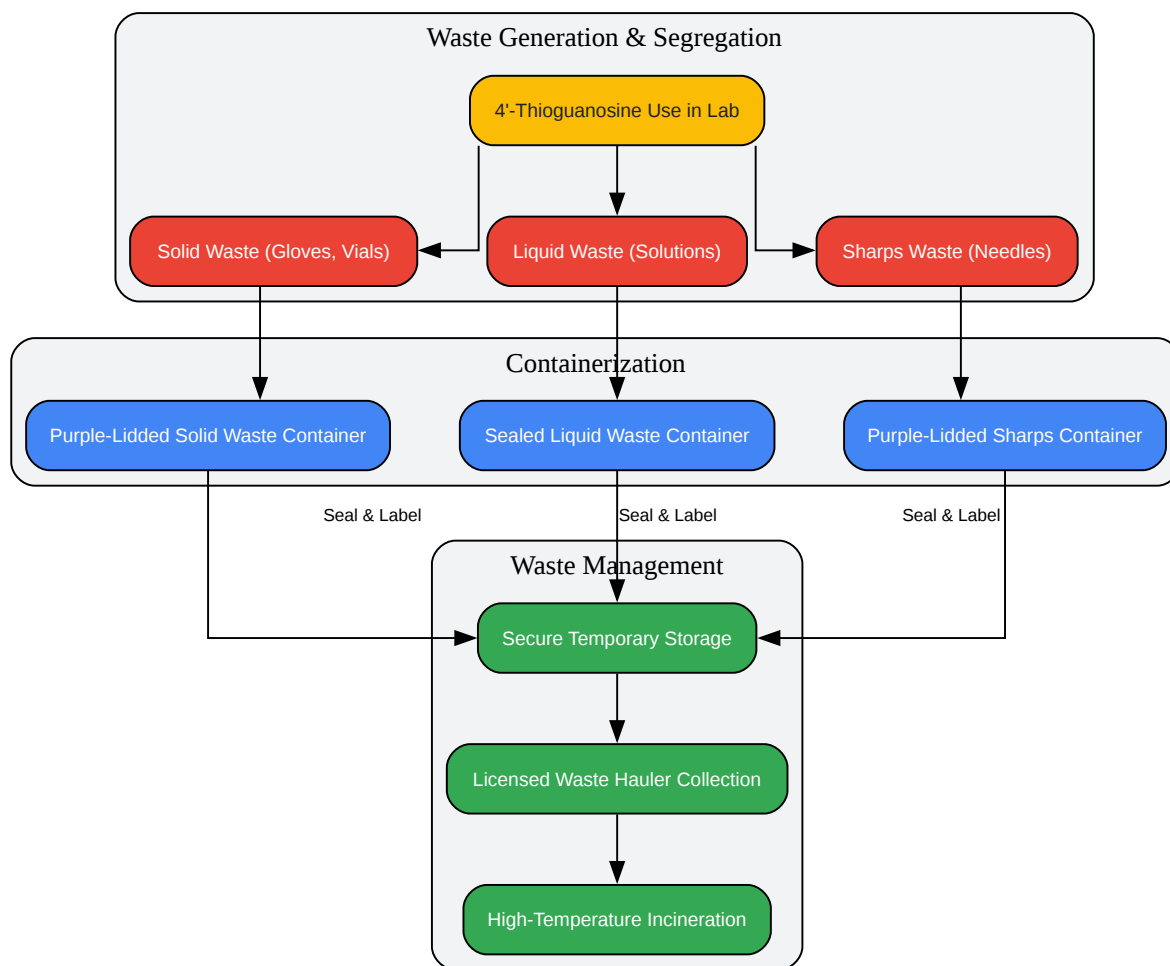 Waste Generation & Segregation
4'-Thioguanosine Use in Lab
Solid Waste (Gloves, Vials)
Liquid Waste (Solutions)
Sharps Waste (Needles)
Containerization
Purple-Lidded Solid Waste Container
Sealed Liquid Waste Container
Purple-Lidded Sharps Container
Seal & Label
Seal & Label
Seal & Label
Waste Management
Secure Temporary Storage
Licensed Waste Hauler Collection
High-Temperature Incineration